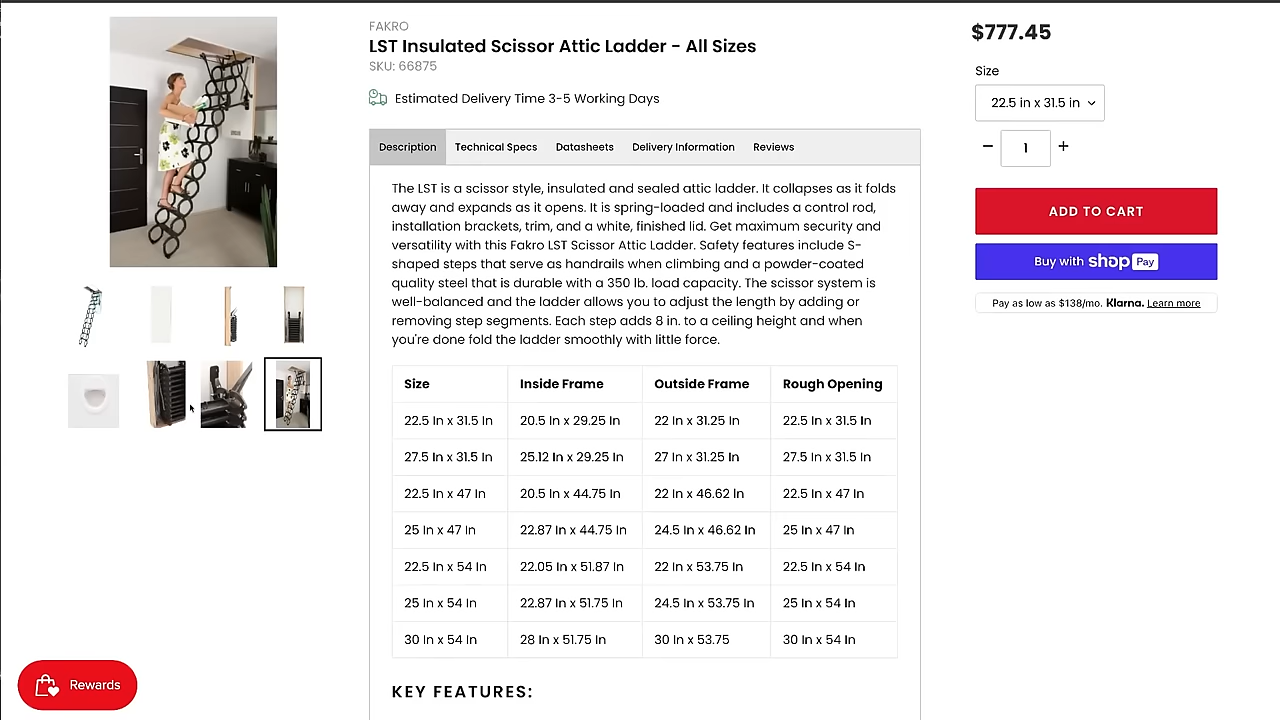 FAKRO
LST Insulated Scissor Attic Ladder - All Sizes
SKU: 66875
Estimated Delivery Time 3-5 Working Days
Description Technical Specs Datasheets Delivery Information Reviews
The LST is a scissor style, insulated and sealed attic ladder. It collapses as it folds
away and expands as it opens. It is spring-loaded and includes a control rod,
installation brackets, trim, and a white, finished lid. Get maximum security and
versatility with this Fakro LST Scissor Attic Ladder. Safety features include S-
shaped steps that serve as handrails when climbing and a powder-coated
quality steel that is durable with a 350 lb. load capacity. The scissor system is
well-balanced and the ladder allows you to adjust the length by adding or
removing step segments. Each step adds 8 in. to a ceiling height and when
you're done fold the ladder smoothly with little force.
Size Inside Frame Outside Frame Rough Opening
22.5 In x 31.5 In 20.5 In x 29.25 In 22 In x 31.25 In 22.5 In x 31.5 In
27.5 In x 31.5 In 25.12 In x 29.25 In 27 In x 31.25 In 27.5 In x 31.5 In
22.5 In x 47 In 20.5 In x 44.75 In 22 In x 46.62 In 22.5 In x 47 In
25 In x 47 In 22.87 In x 44.75 In 24.5 In x 46.62 In 25 In x 47 In
22.5 In x 54 In 22.05 In x 51.87 In 22 In x 53.75 In 22.5 In x 54 In
25 In x 54 In 22.87 In x 51.75 In 24.5 In x 53.75 In 25 In x 54 In
30 In x 54 In 28 In x 51.75 In 30 In x 53.75 30 In x 54 In
KEY FEATURES:
$777.45
Size
22.5 in x 31.5 in
− 1 +
ADD TO CART
Buy with shop Pay
Pay as low as $138/mo. Klarna. Learn more
Rewards